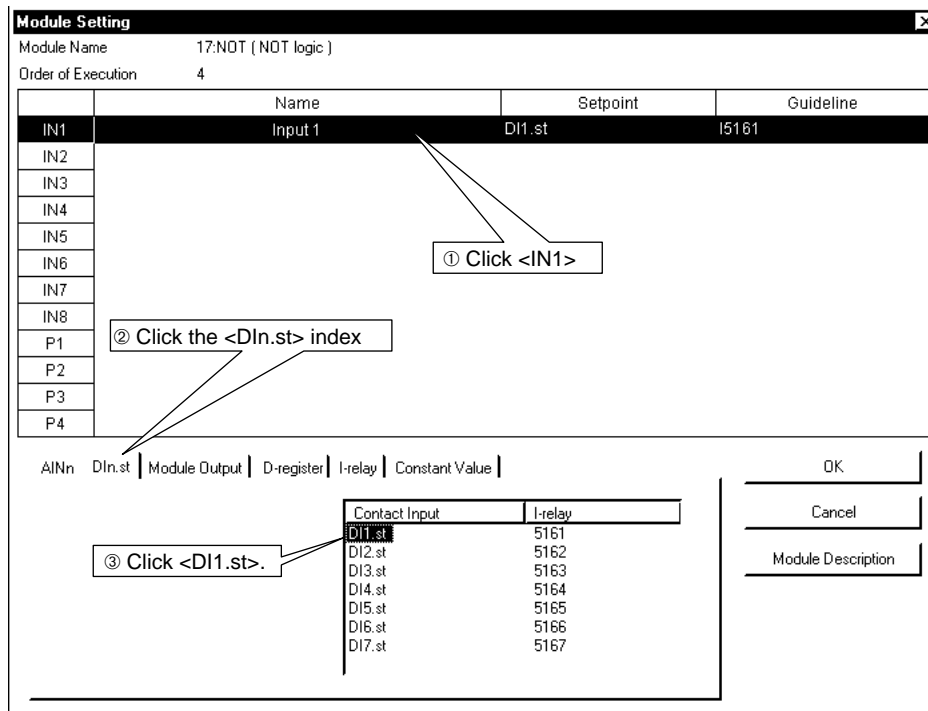 Module Setting
Module Name 17:NOT ( NOT logic )
Order of Execution 4
Name Setpoint Guideline
IN1 Input 1 DI1.st I5161
IN2
IN3
IN4
IN5
① Click <IN1>
IN6
IN7
IN8
② Click the <DIn.st> index
P1
P2
P3
P4
AINn DIn.st Module Output D-register I-relay Constant Value
OK
Cancel
Module Description
Contact Input I-relay
DI1.st 5161
DI2.st 5162
③ Click <DI1.st>.
DI3.st 5163
DI4.st 5164
DI5.st 5165
DI6.st 5166
DI7.st 5167